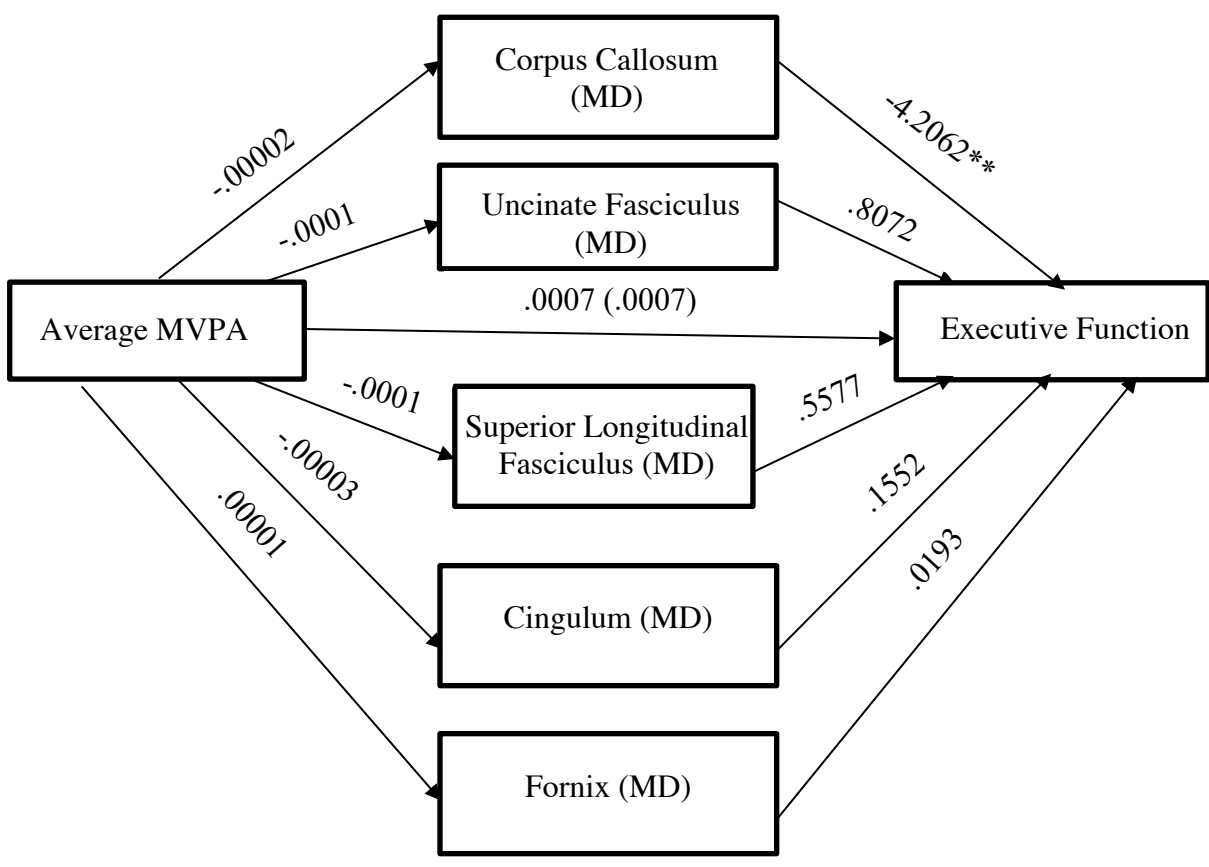 Corpus Callosum
(MD)
-.00002
-4.2062**
Uncinate Fasciculus
(MD)
-.0001
.8072
.0007 (.0007)
Average MVPA
Executive Function
-.0001
.5577
Superior Longitudinal
Fasciculus (MD)
-.00003
.1552
.00001
.0193
Cingulum (MD)
Fornix (MD)